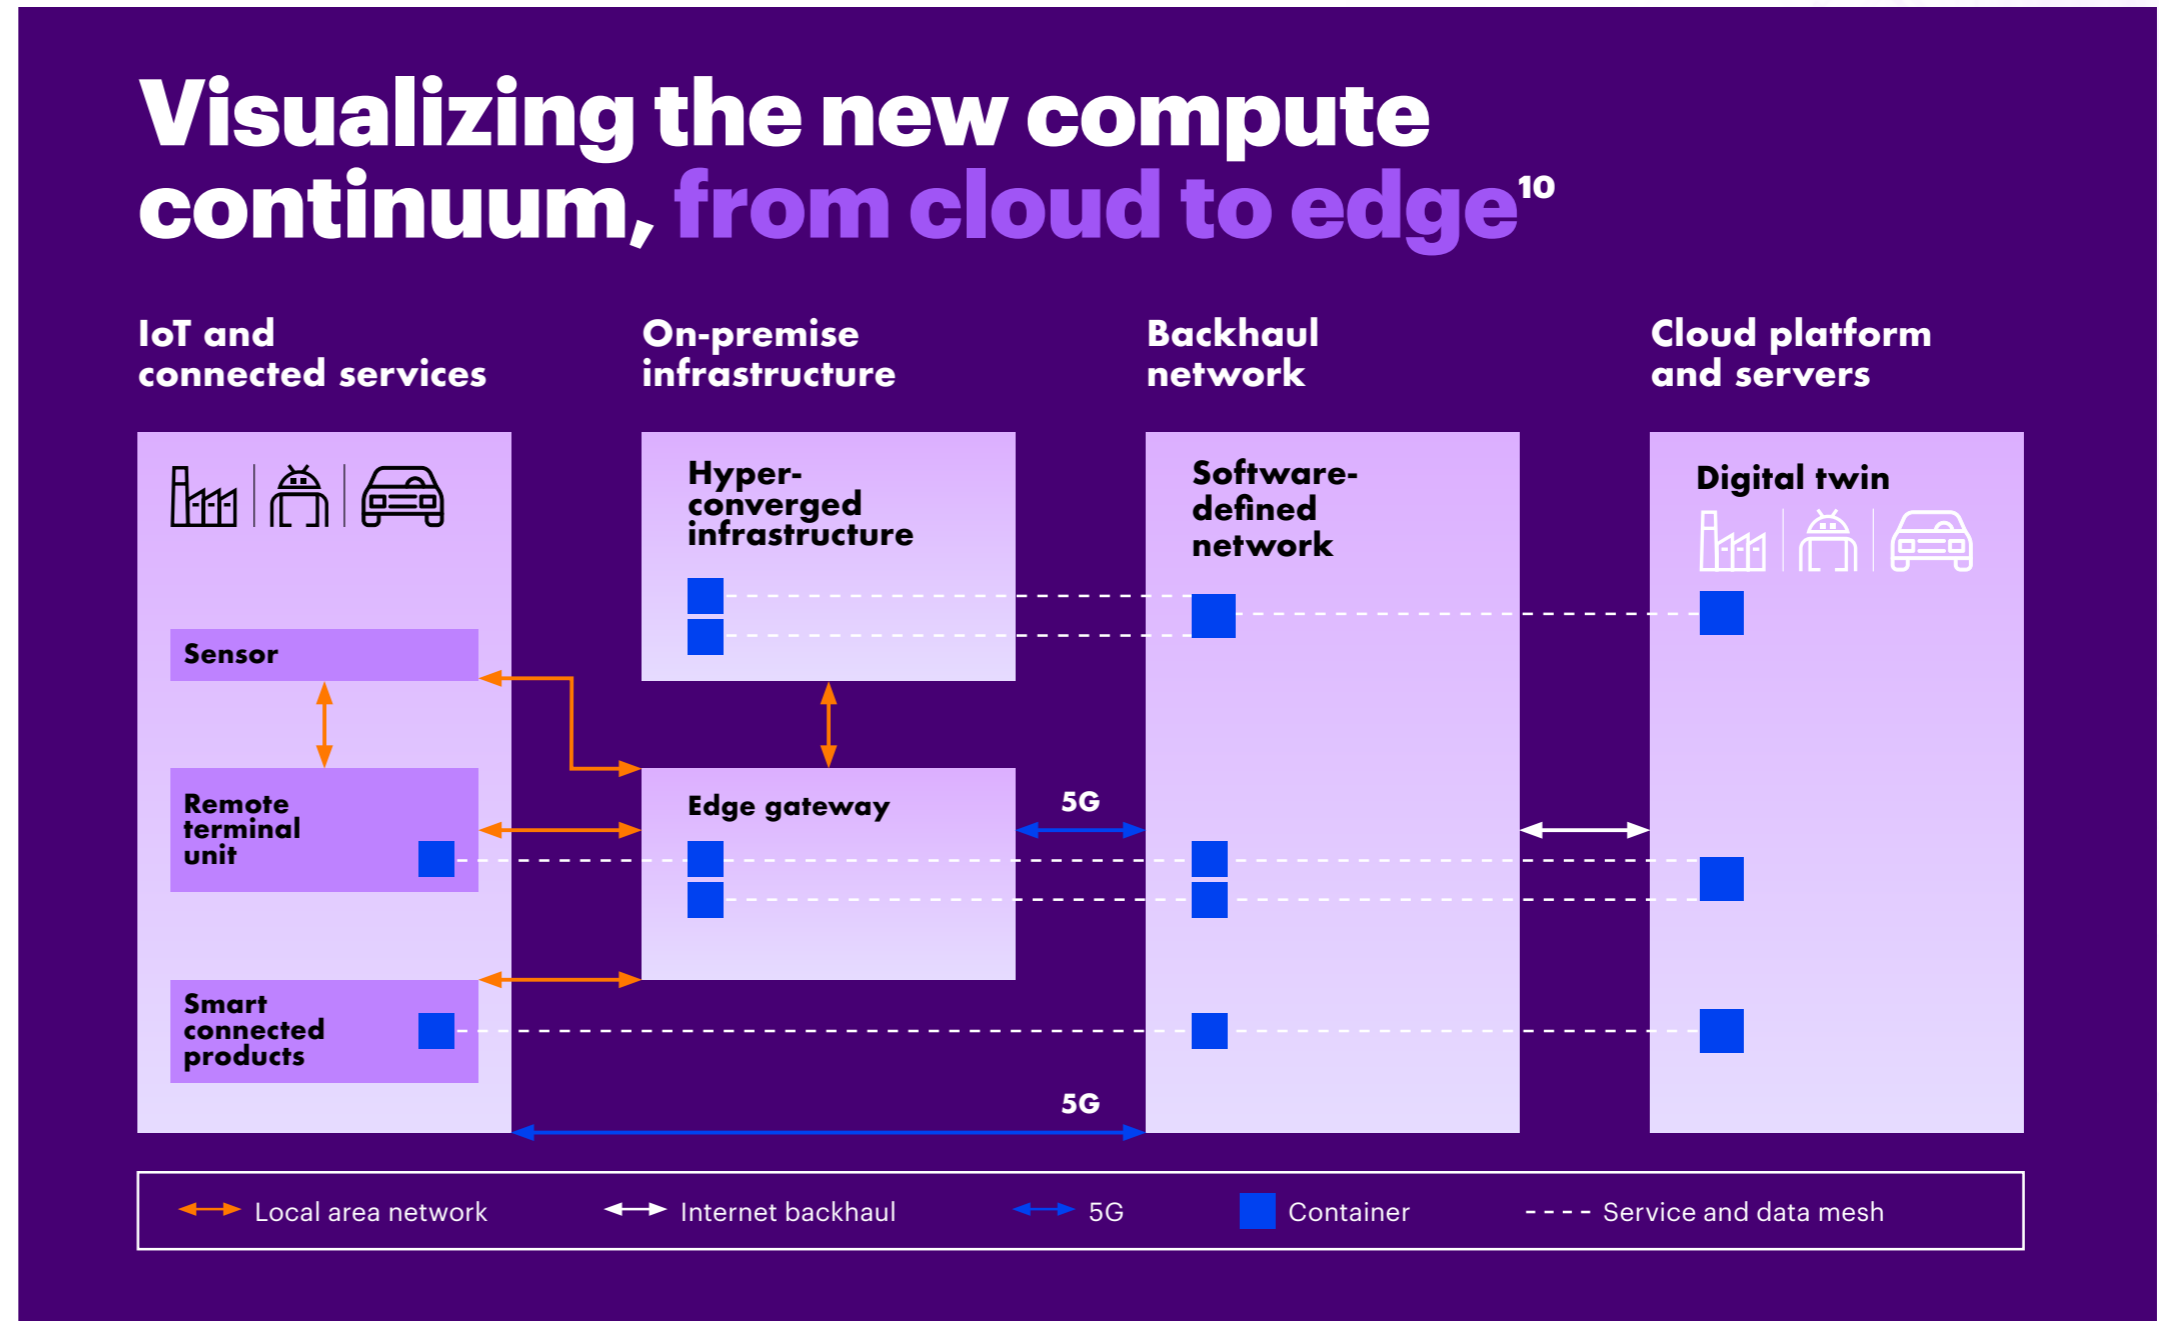 Visualizing the new compute
continuum, from cloud to edge10
IoT and
connected services
On-premise
infrastructure
Backhaul
network
Cloud platform
and servers
Sensor
Remote
terminal
unit
Smart
connected
products
Hyper-
converged
infrastructure
Edge gateway
5G
5G
Software-
defined
network
Digital twin
Local area network
Internet backhaul
5G
Container
Service and data mesh